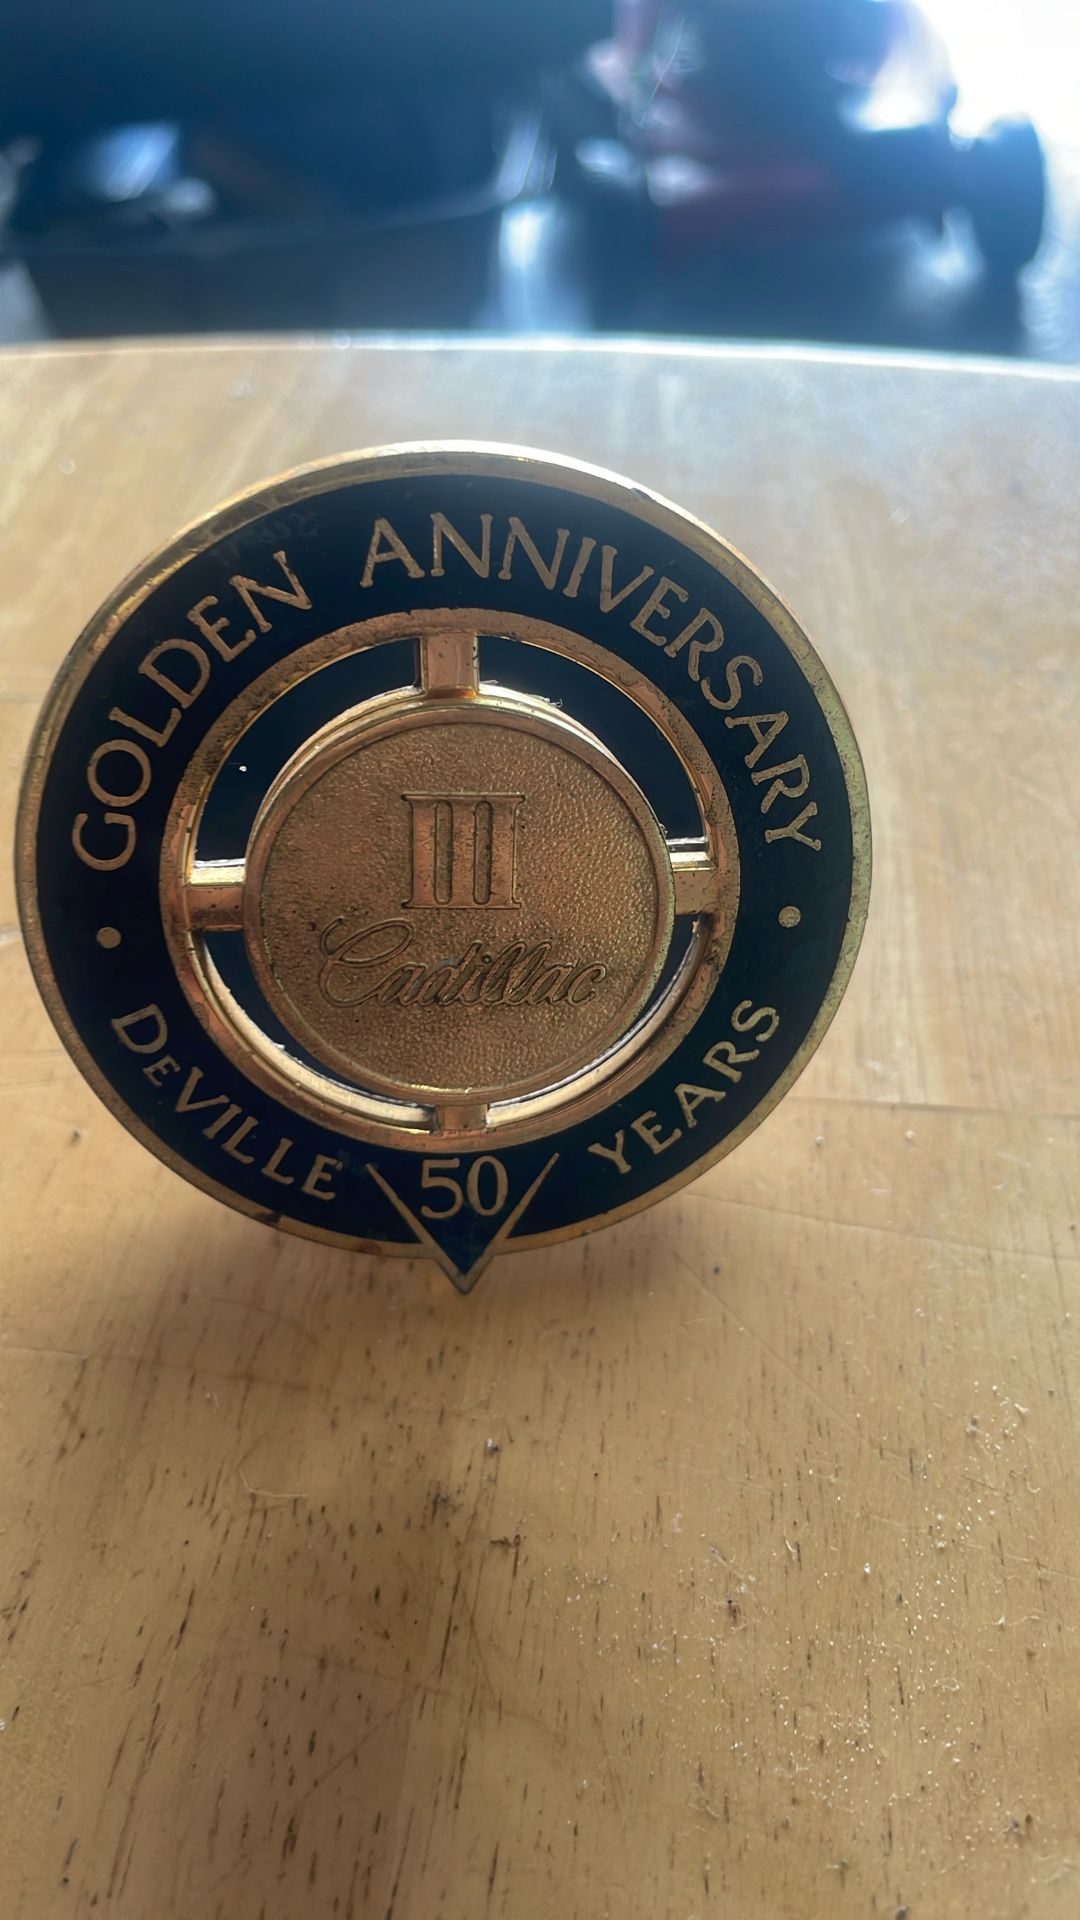 GOLDEN ANNIVERSARY
III
Cadillac
DEVILLE 50 YEARS